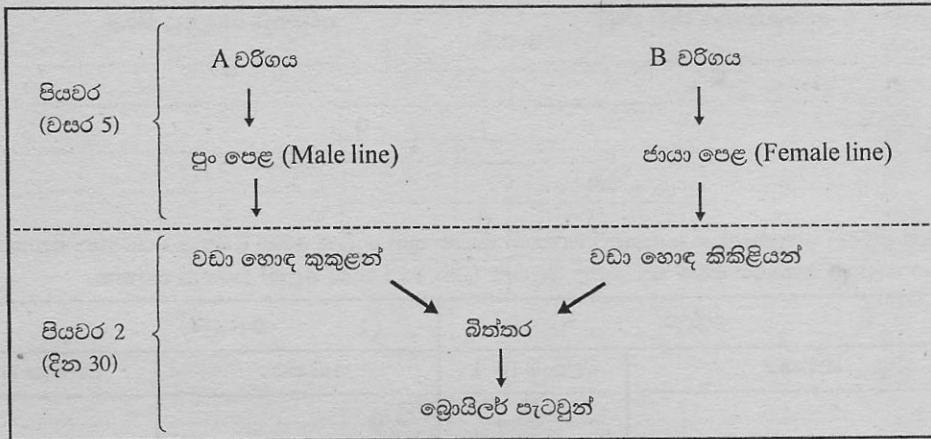 A වරිගය
B වරිගය
පියවර
(වසර 5)
පුං පෙළ (Male line)
ජායා පෙළ (Female line)
වඩා හොඳ කුකුළන්
වඩා හොඳ කිකිළියන්
පියවර 2
(දින 30)
බිත්තර
බ්‍රොයිලර් පැටවුන්